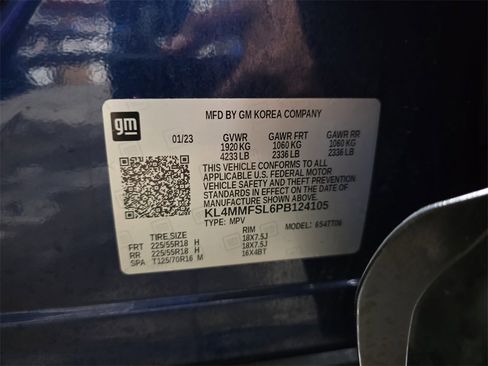 gm
MFD BY GM KOREA COMPANY
01/23 GVWR GAWR FRT GAWR RR
1920 KG 1060 KG 1060 KG
4233 LB 2336 LB 2336 LB
THIS VEHICLE CONFORMS TO ALL
APPLICABLE U.S. FEDERAL MOTOR
VEHICLE SAFETY AND THEFT PREVENTION
STANDARDS IN EFFECT ON THE DATE OF
MANUFACTURE SHOWN ABOVE.
KL4MMFSL6PB124105
TYPE: MPV MODEL: 6S4TT06
TIRE SIZE RIM
FRT 225/55R18 H 18X7.5J
RR 225/55R18 H 18X7.5J
SPA T125/70R16 M 16X4BT